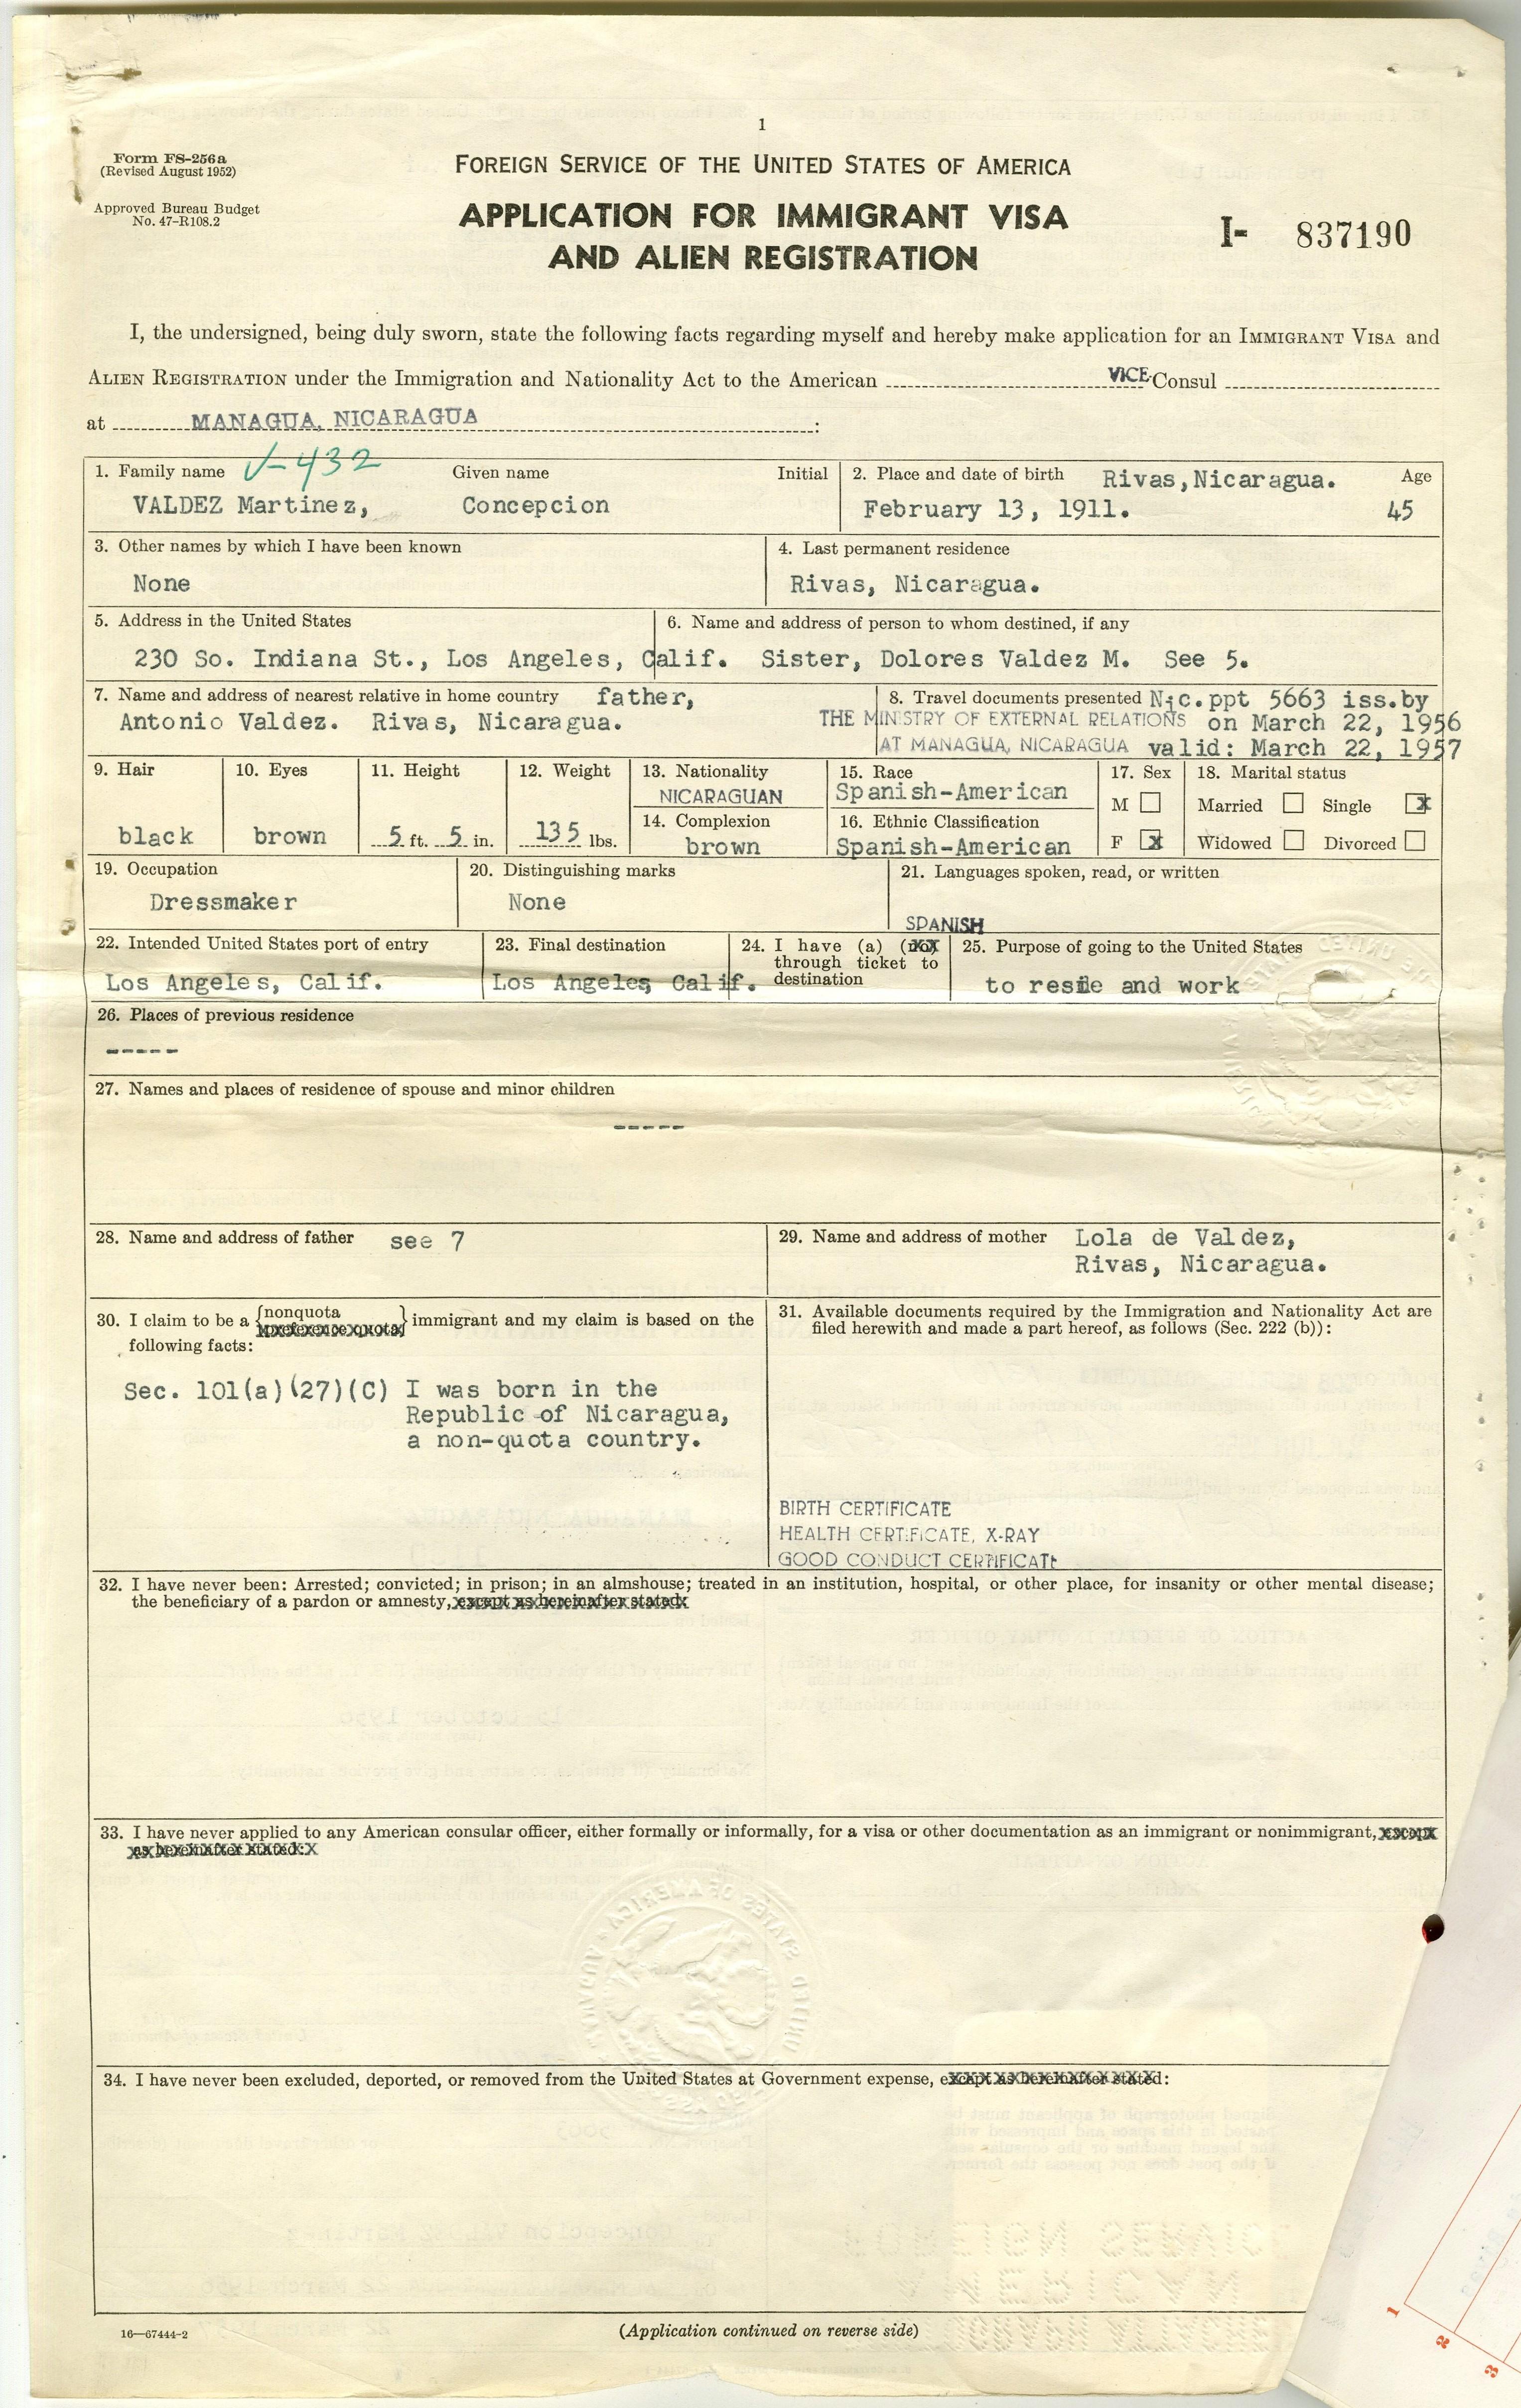 1
Form FS-256a
(Revised August 1952)
Approved Bureau Budget
No. 47-R108.2
FOREIGN SERVICE OF THE UNITED STATES OF AMERICA
APPLICATION FOR IMMIGRANT VISA
AND ALIEN REGISTRATION
I- 837190
I, the undersigned, being duly sworn, state the following facts regarding myself and hereby make application for an IMMIGRANT VISA and
ALIEN REGISTRATION under the Immigration and Nationality Act to the American VICE Consul
at MANAGUA, NICARAGUA :
V-432
1. Family name Given name Initial
VALDEZ Martinez, Concepcion
2. Place and date of birth Rivas, Nicaragua. Age
February 13, 1911. 45
3. Other names by which I have been known
None
4. Last permanent residence
Rivas, Nicaragua.
5. Address in the United States
230 So. Indiana St., Los Angeles, Calif.
6. Name and address of person to whom destined, if any
Sister, Dolores Valdez M. See 5.
7. Name and address of nearest relative in home country father,
Antonio Valdez. Rivas, Nicaragua.
8. Travel documents presented Nic.ppt 5663 iss.by
THE MINISTRY OF EXTERNAL RELATIONS on March 22, 1956
AT MANAGUA, NICARAGUA valid: March 22, 1957
9. Hair
black
10. Eyes
brown
11. Height
5 ft. 5 in.
12. Weight
135 lbs.
13. Nationality
NICARAGUAN
14. Complexion
brown
15. Race
Spanish-American
16. Ethnic Classification
Spanish-American
17. Sex
M
F x
18. Marital status
Married Single x
Widowed Divorced
19. Occupation
Dressmaker
20. Distinguishing marks
None
21. Languages spoken, read, or written
SPANISH
22. Intended United States port of entry
Los Angeles, Calif.
23. Final destination
Los Angeles Calif.
24. I have (a) (no)
through ticket to
destination
25. Purpose of going to the United States
to reside and work
26. Places of previous residence
-----
27. Names and places of residence of spouse and minor children
-----
28. Name and address of father see 7
29. Name and address of mother Lola de Valdez,
Rivas, Nicaragua.
30. I claim to be a {nonquota
preference quota} immigrant and my claim is based on the
following facts:
Sec. 101(a)(27)(C) I was born in the
Republic of Nicaragua,
a non-quota country.
31. Available documents required by the Immigration and Nationality Act are
filed herewith and made a part hereof, as follows (Sec. 222 (b)):
BIRTH CERTIFICATE
HEALTH CERTIFICATE, X-RAY
GOOD CONDUCT CERTIFICATE
32. I have never been: Arrested; convicted; in prison; in an almshouse; treated in an institution, hospital, or other place, for insanity or other mental disease;
the beneficiary of a pardon or amnesty, except as hereinafter stated:
33. I have never applied to any American consular officer, either formally or informally, for a visa or other documentation as an immigrant or nonimmigrant, except
as hereinafter stated:
34. I have never been excluded, deported, or removed from the United States at Government expense, except as hereinafter stated:
16—67444-2
(Application continued on reverse side)
1
2
3